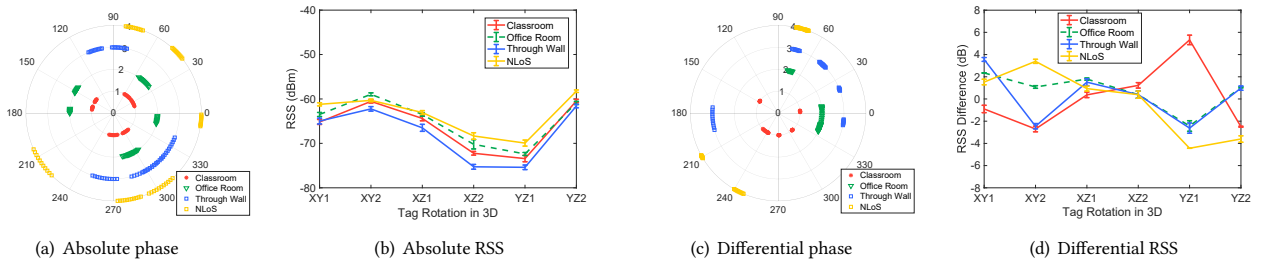 90
120
60
4
3
150
30
2
1
180
0
0
210
330
240
300
270
Classroom
Office Room
Through Wall
NLoS
(a) Absolute phase
-40
-50
-60
-70
-80
RSS (dBm)
Classroom
Office Room
Through Wall
NLoS
XY1 XY2 XZ1 XZ2 YZ1 YZ2
Tag Rotation in 3D
(b) Absolute RSS
90
120
60
4
3
150
30
2
1
180
0
0
210
330
240
300
270
Classroom
Office Room
Through Wall
NLoS
(c) Differential phase
8
6
4
2
0
-2
-4
-6
-8
RSS Difference (dB)
Classroom
Office Room
Through Wall
NLoS
XY1 XY2 XZ1 XZ2 YZ1 YZ2
Tag Rotation in 3D
(d) Differential RSS